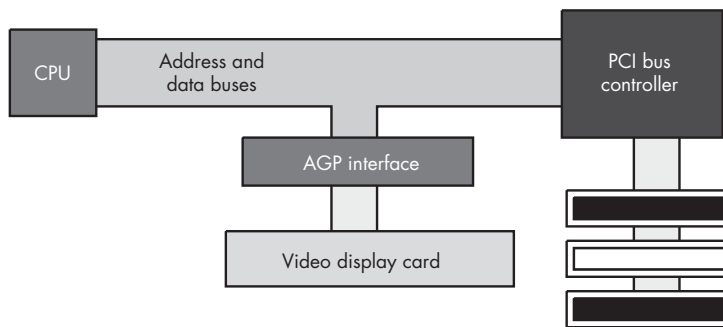 CPU
Address and
data buses
PCI bus
controller
AGP interface
Video display card